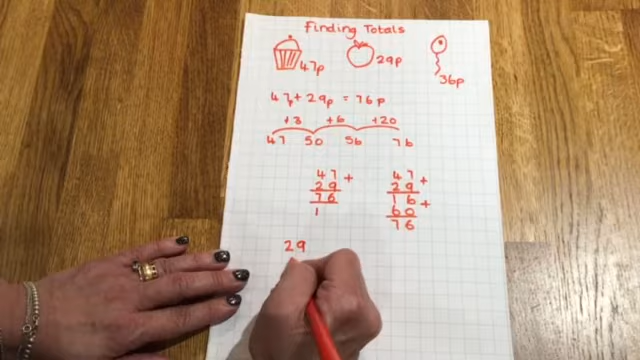 Finding Totals
47p
29p
36p
47p + 29p = 76p
+3 +6 +20
47 50 56 76
47 +
29
76
1
47
29 +
16
60 +
76
29